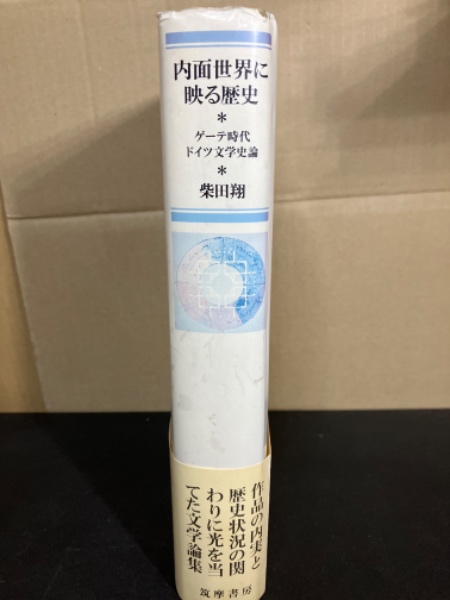 内面世界に
映る歴史
*
ゲーテ時代
ドイツ文学史論
*
柴田翔
作品の内実と
歴史状況の関
わりに光を当
てた文学論集
筑摩書房